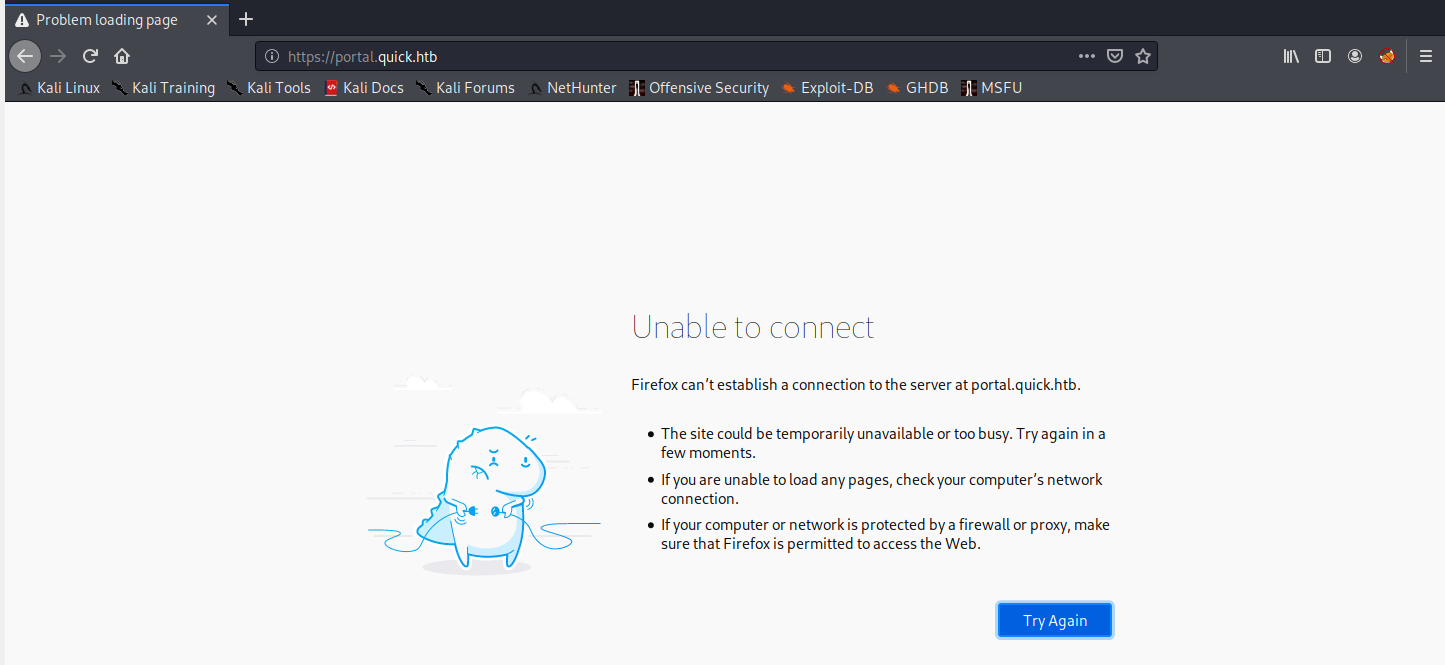 Problem loading page
https://portal.quick.htb
Kali Linux Kali Training Kali Tools Kali Docs Kali Forums NetHunter Offensive Security Exploit-DB GHDB MSFU
Unable to connect
Firefox can’t establish a connection to the server at portal.quick.htb.
• The site could be temporarily unavailable or too busy. Try again in a
few moments.
• If you are unable to load any pages, check your computer’s network
connection.
• If your computer or network is protected by a firewall or proxy, make
sure that Firefox is permitted to access the Web.
Try Again